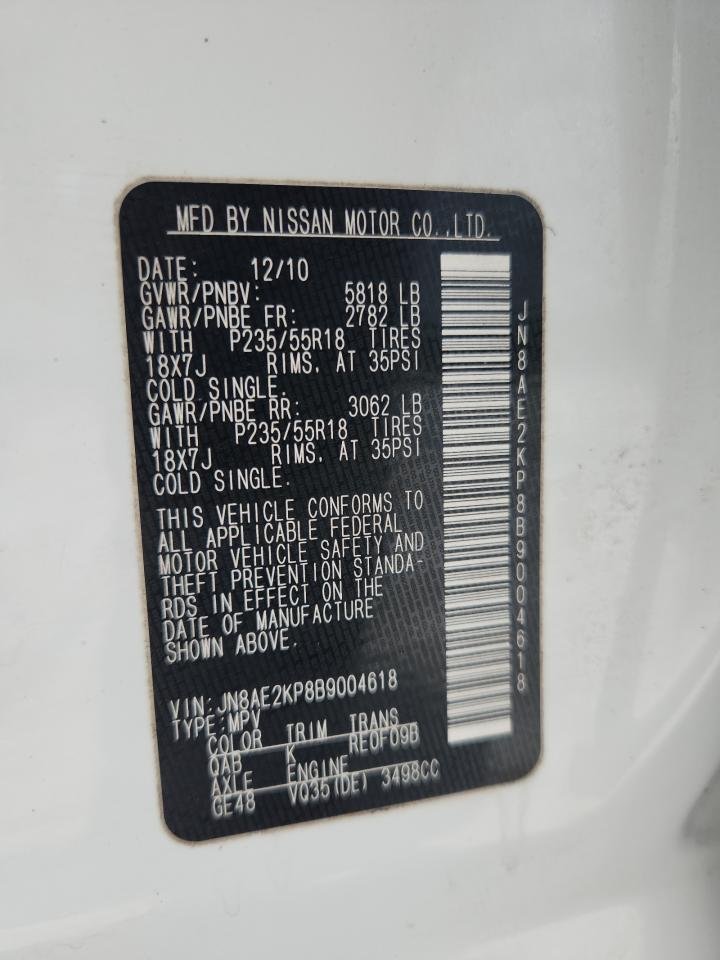 MFD BY NISSAN MOTOR CO.,LTD.
DATE: 12/10
GVWR/PNBV: 5818 LB
GAWR/PNBE FR: 2782 LB
WITH P235/55R18 TIRES
18X7J RIMS, AT 35PSI
COLD SINGLE.
GAWR/PNBE RR: 3062 LB
WITH P235/55R18 TIRES
18X7J RIMS, AT 35PSI
COLD SINGLE.
THIS VEHICLE CONFORMS TO
ALL APPLICABLE FEDERAL
MOTOR VEHICLE SAFETY AND
THEFT PREVENTION STANDA-
RDS IN EFFECT ON THE
DATE OF MANUFACTURE
SHOWN ABOVE.
VIN:JN8AE2KP8B9004618
TYPE:MPV
COLOR TRIM TRANS
QAB K RE0F09B
AXLE ENGINE
GE48 VQ35(DE) 3498CC
JN8AE2KP8B9004618